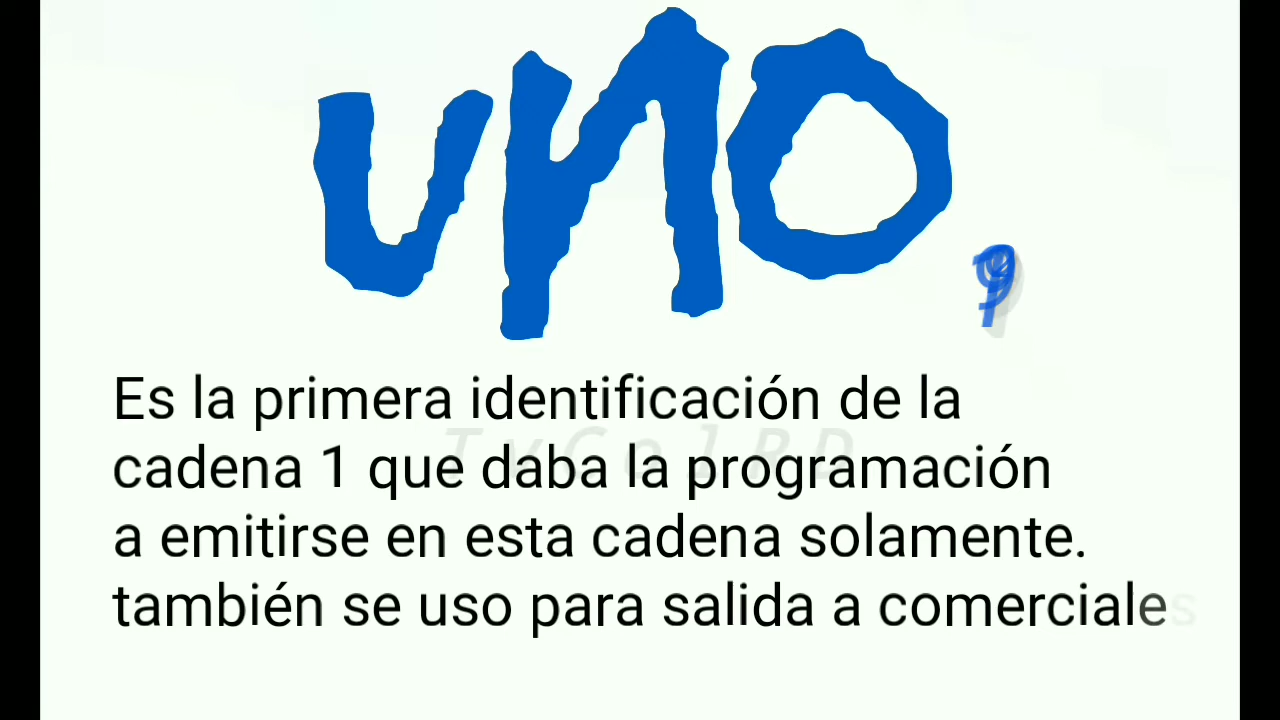 uno,
Es la primera identificación de la
TvColRD
cadena 1 que daba la programación
a emitirse en esta cadena solamente.
también se uso para salida a comerciales